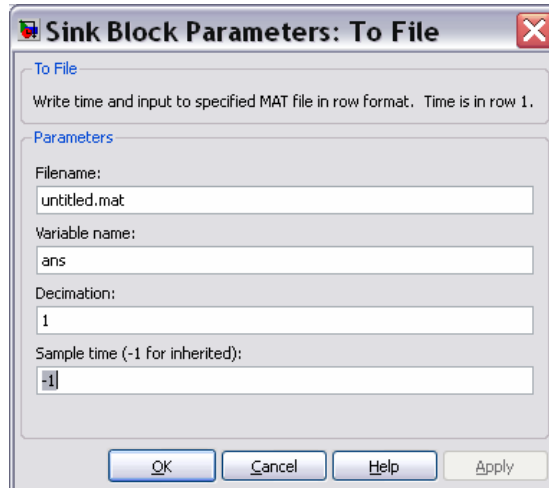 Sink Block Parameters: To File
To File
Write time and input to specified MAT file in row format.  Time is in row 1.
Parameters
Filename:
untitled.mat
Variable name:
ans
Decimation:
1
Sample time (-1 for inherited):
-1
OK Cancel Help Apply